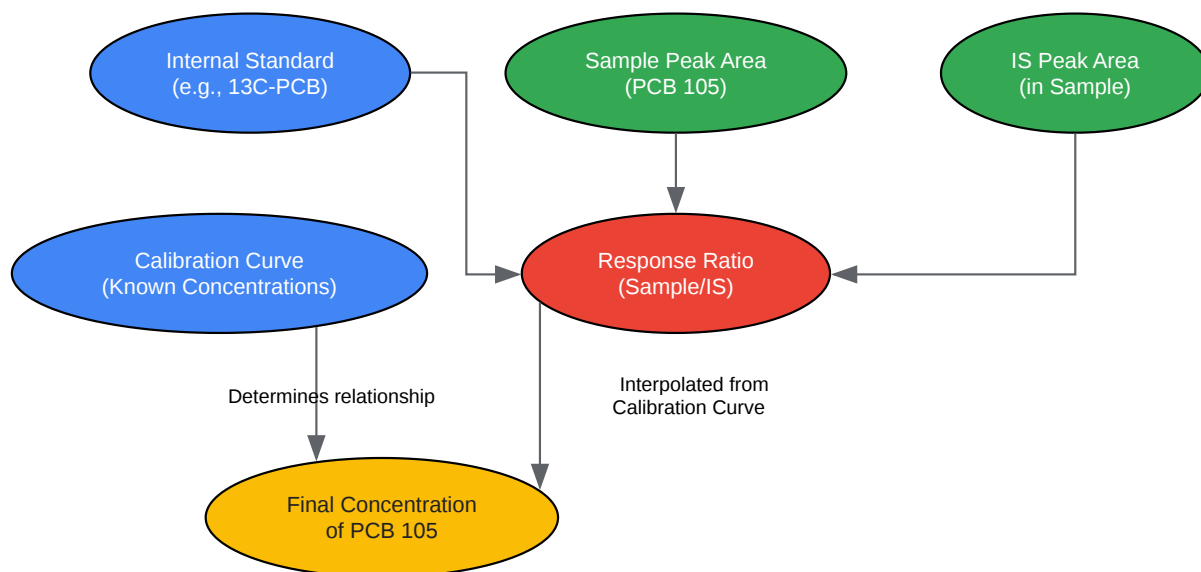 Internal Standard
(e.g., 13C-PCB)
Sample Peak Area
(PCB 105)
IS Peak Area
(in Sample)
Calibration Curve
(Known Concentrations)
Response Ratio
(Sample/IS)
Determines relationship
Interpolated from
Calibration Curve
Final Concentration
of PCB 105